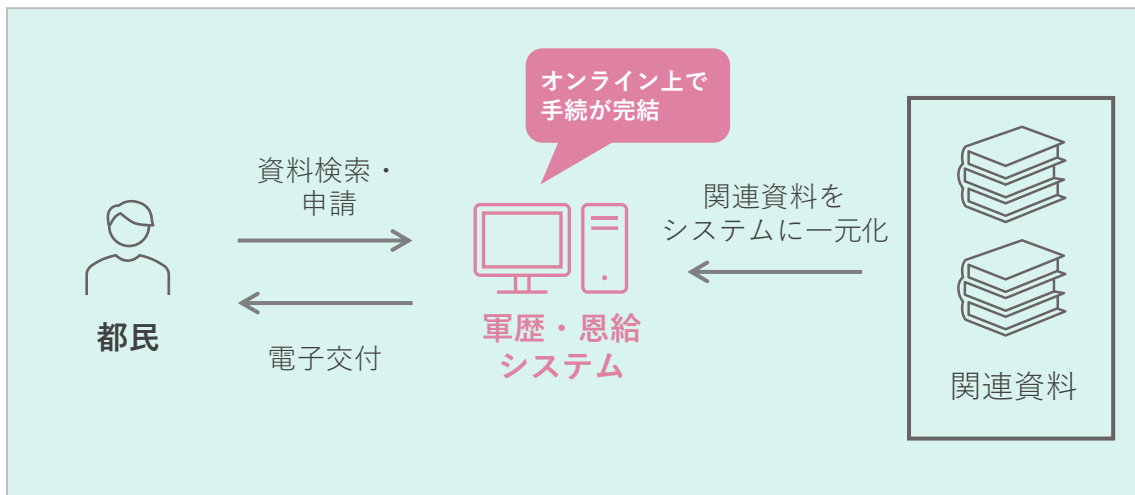 オンライン上で
手続が完結
資料検索・
申請
関連資料を
システムに一元化
都民
電子交付
軍歴・恩給
システム
関連資料